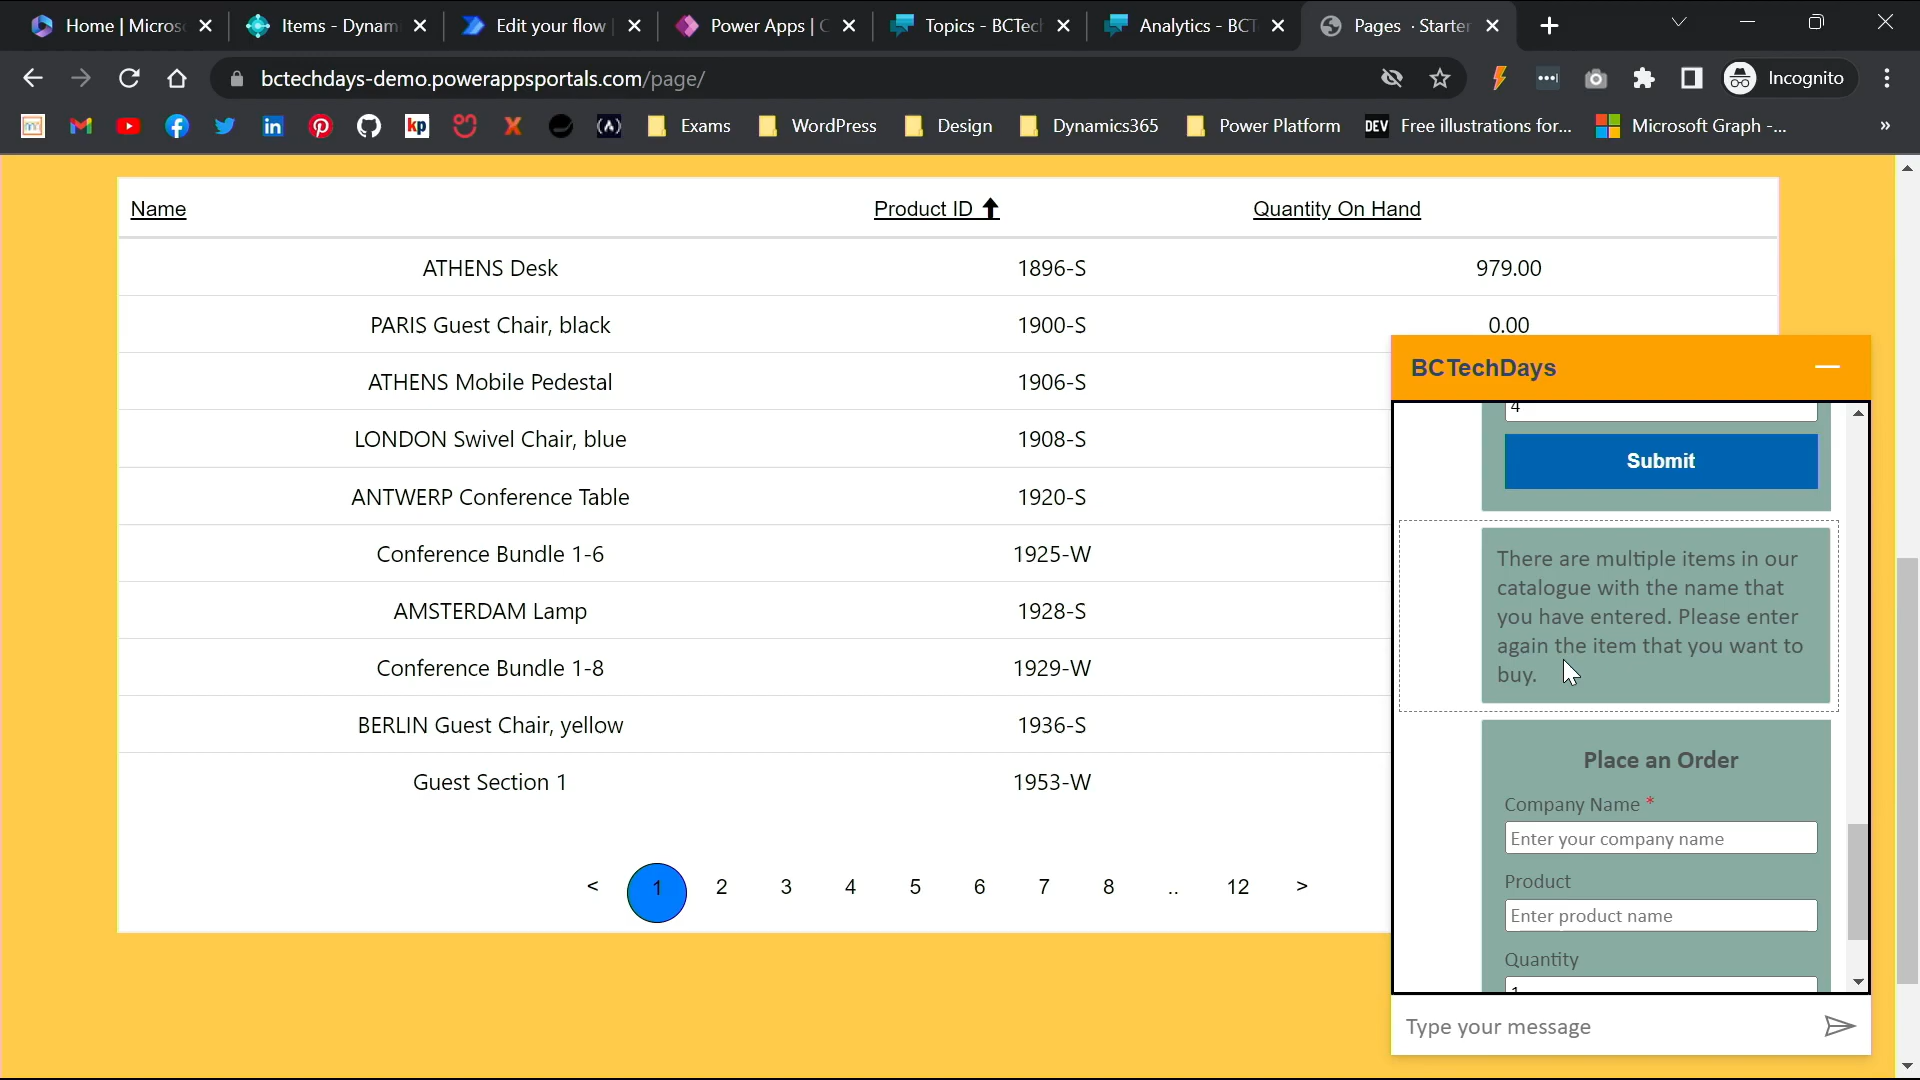 Home | Micros
Items - Dynam
Edit your flow
Power Apps | C
Topics - BCTech
Analytics - BCT
Pages · Starter
bctechdays-demo.powerappsportals.com/page/
Incognito
kp
Exams
WordPress
Design
Dynamics365
Power Platform
DEV
Free illustrations for...
Microsoft Graph -...
»
Name Product ID Quantity On Hand
ATHENS Desk 1896-S 979.00
PARIS Guest Chair, black 1900-S 0.00
ATHENS Mobile Pedestal 1906-S
LONDON Swivel Chair, blue 1908-S
ANTWERP Conference Table 1920-S
Conference Bundle 1-6 1925-W
AMSTERDAM Lamp 1928-S
Conference Bundle 1-8 1929-W
BERLIN Guest Chair, yellow 1936-S
Guest Section 1 1953-W
< 1 2 3 4 5 6 7 8 .. 12 >
BCTechDays
4
Submit
There are multiple items in our
catalogue with the name that
you have entered. Please enter
again the item that you want to
buy.
Place an Order
Company Name *
Enter your company name
Product
Enter product name
Quantity
1
Type your message